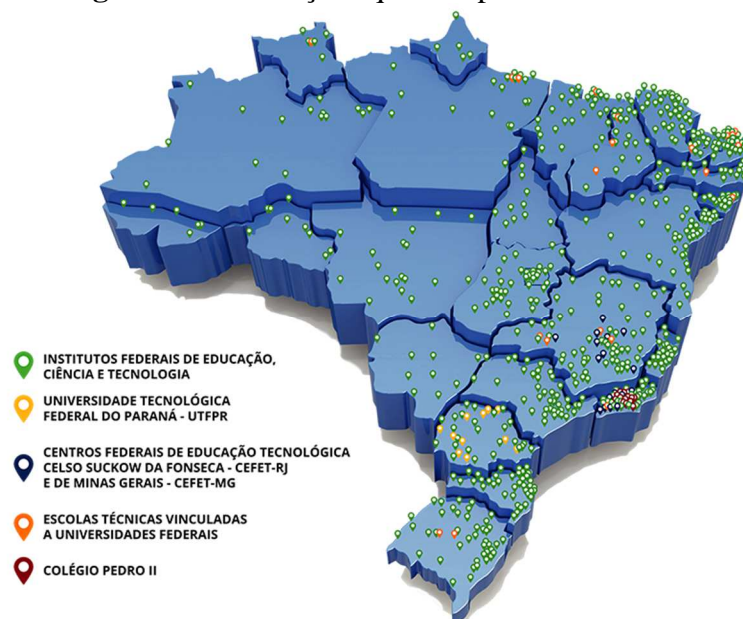 INSTITUTOS FEDERAIS DE EDUCAÇÃO,
CIÊNCIA E TECNOLOGIA
UNIVERSIDADE TECNOLÓGICA
FEDERAL DO PARANÁ - UTFPR
CENTROS FEDERAIS DE EDUCAÇÃO TECNOLÓGICA
CELSO SUCKOW DA FONSECA - CEFET-RJ
E DE MINAS GERAIS - CEFET-MG
ESCOLAS TÉCNICAS VINCULADAS
A UNIVERSIDADES FEDERAIS
COLÉGIO PEDRO II